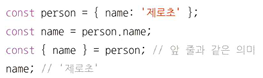 const person = { name: '제로초' };
const name = person.name;
const { name } = person; // 앞 줄과 같은 의미
name; // '제로초'